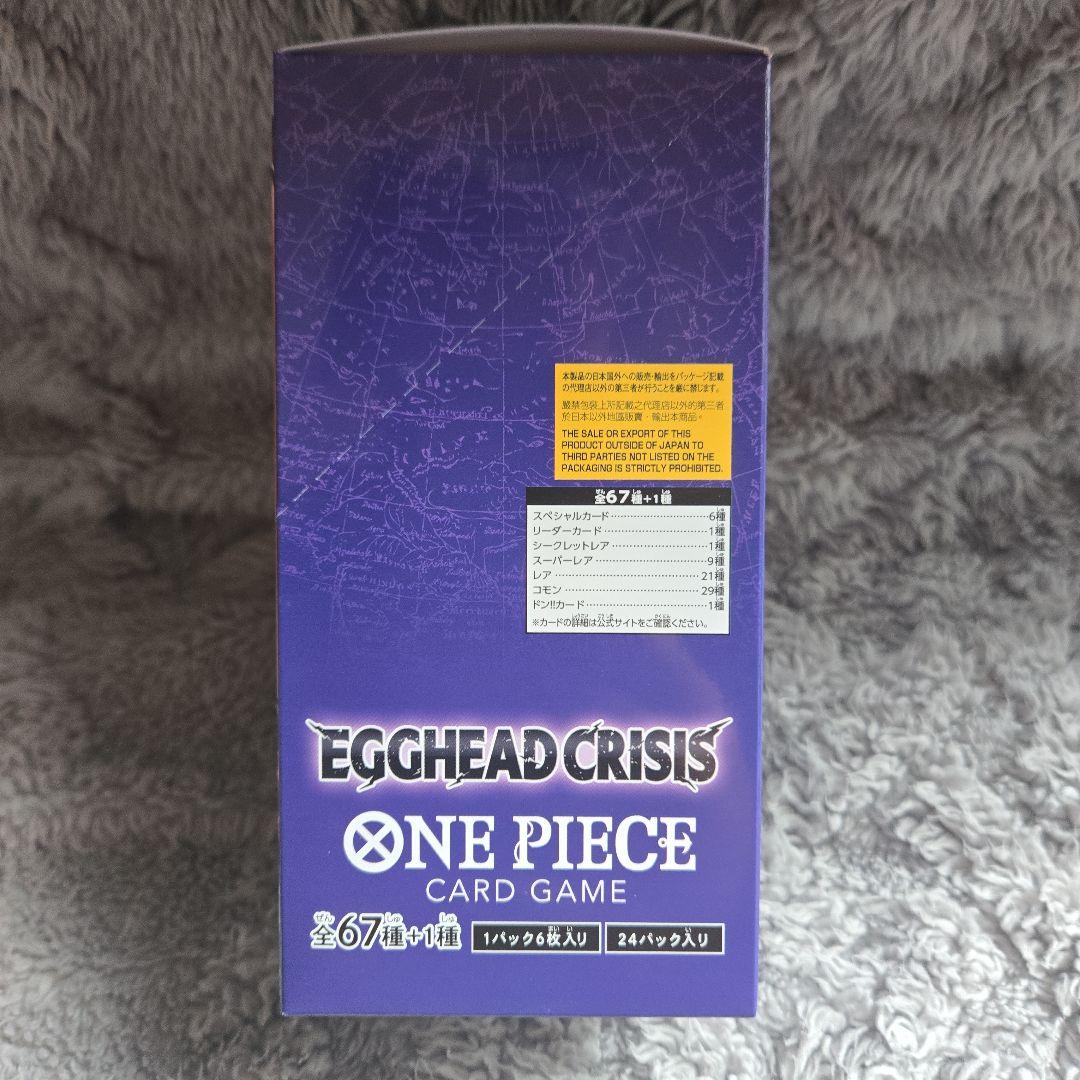 本製品の日本国外への販売・輸出をパッケージ記載
の代理店以外の第三者が行うことを厳に禁じます。
嚴禁包裝上所記載之代理店以外的第三者
於日本以外地區販賣・輸出本商品。
THE SALE OR EXPORT OF THIS
PRODUCT OUTSIDE OF JAPAN TO
THIRD PARTIES NOT LISTED ON THE
PACKAGING IS STRICTLY PROHIBITED.
全67種+1種
スペシャルカード…………6種
リーダーカード…………1種
シークレットレア…………1種
スーパーレア…………9種
レア…………21種
コモン…………29種
ドン!!カード…………1種
※カードの詳細は公式サイトをご確認ください。
EGGHEAD CRISIS
ONE PIECE
CARD GAME
全67種+1種
1パック6枚入り
24パック入り